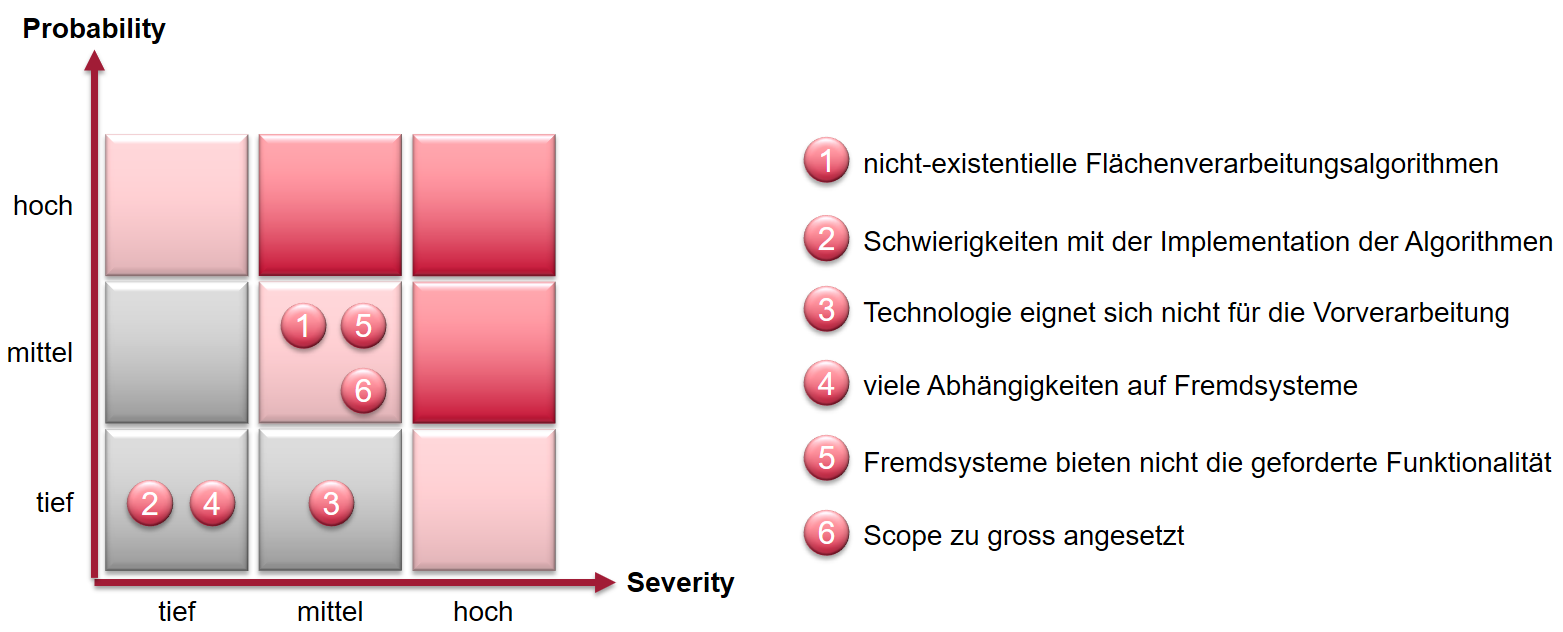 Probability
hoch
mittel
1 5
6
tief
2 4 3
Severity
tief mittel hoch
1 nicht-existentielle Flächenverarbeitungsalgorithmen
2 Schwierigkeiten mit der Implementation der Algorithmen
3 Technologie eignet sich nicht für die Vorverarbeitung
4 viele Abhängigkeiten auf Fremdsysteme
5 Fremdsysteme bieten nicht die geforderte Funktionalität
6 Scope zu gross angesetzt